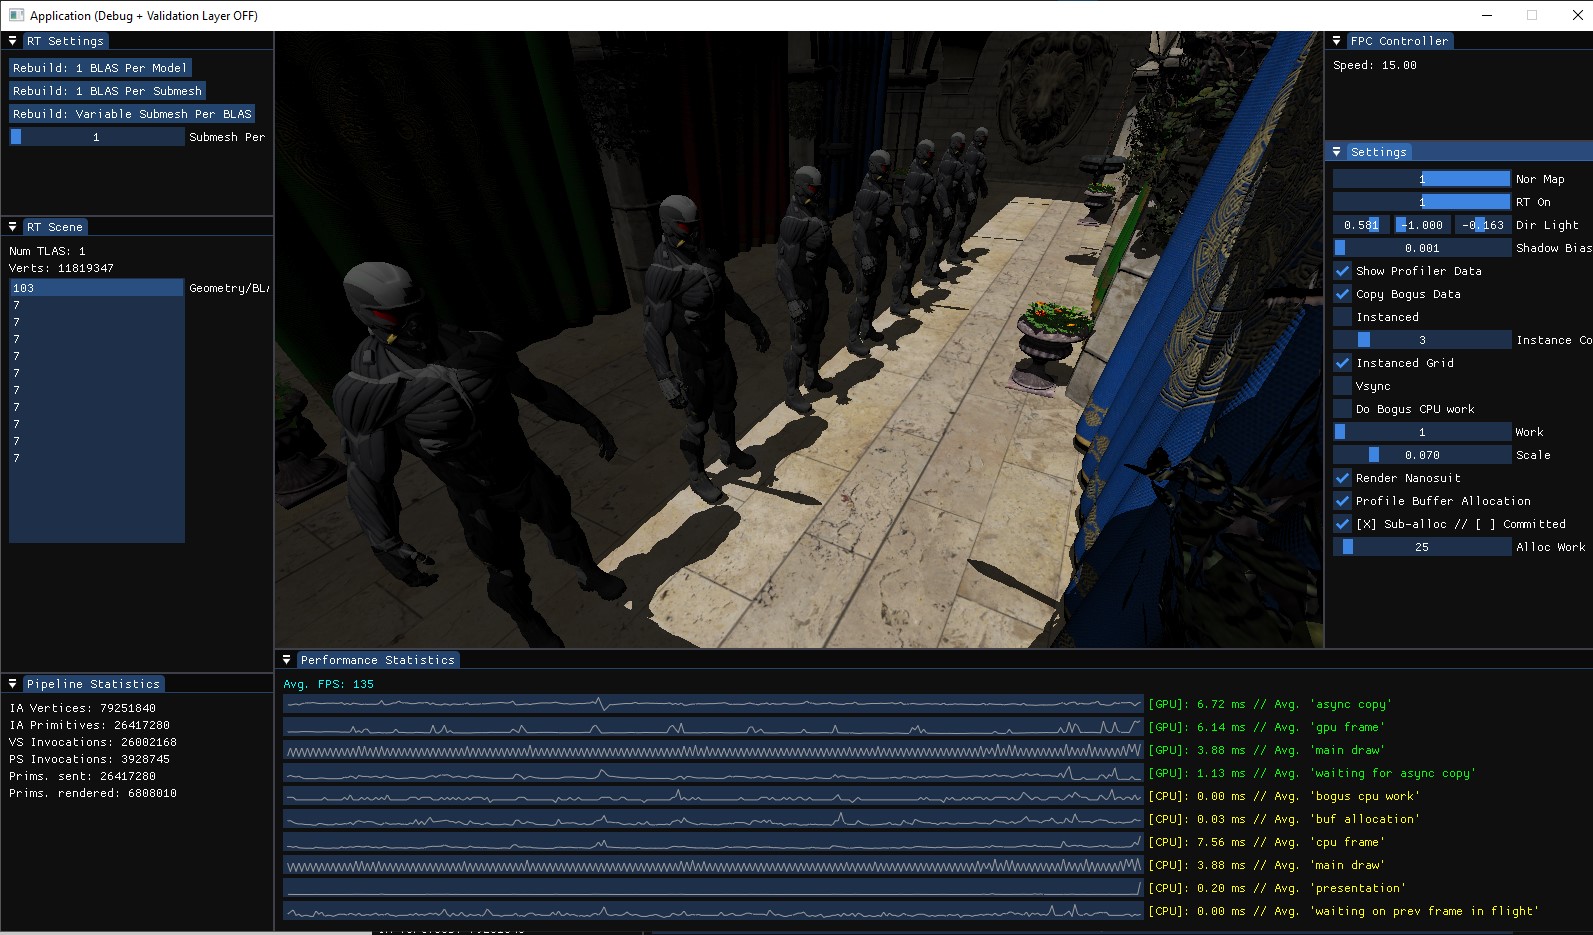 Application (Debug + Validation Layer OFF)
RT Settings
Rebuild: 1 BLAS Per Model
Rebuild: 1 BLAS Per Submesh
Rebuild: Variable Submesh Per BLAS
1 Submesh Per
RT Scene
Num TLAS: 1
Verts: 11819347
103 Geometry/BL
7
7
7
7
7
7
7
7
7
7
Pipeline Statistics
IA Vertices: 79251840
IA Primitives: 26417280
VS Invocations: 26002168
PS Invocations: 3928745
Prims. sent: 26417280
Prims. rendered: 6808010
Performance Statistics
Avg. FPS: 135
[GPU]: 6.72 ms // Avg. 'async copy'
[GPU]: 6.14 ms // Avg. 'gpu frame'
[GPU]: 3.88 ms // Avg. 'main draw'
[GPU]: 1.13 ms // Avg. 'waiting for async copy'
[CPU]: 0.00 ms // Avg. 'bogus cpu work'
[CPU]: 0.03 ms // Avg. 'buf allocation'
[CPU]: 7.56 ms // Avg. 'cpu frame'
[CPU]: 3.88 ms // Avg. 'main draw'
[CPU]: 0.20 ms // Avg. 'presentation'
[CPU]: 0.00 ms // Avg. 'waiting on prev frame in flight'
FPC Controller
Speed: 15.00
Settings
1 Nor Map
1 RT On
0.581 -1.000 -0.163 Dir Light
0.001 Shadow Bias
Show Profiler Data
Copy Bogus Data
Instanced
3 Instance Co
Instanced Grid
Vsync
Do Bogus CPU work
1 Work
0.070 Scale
Render Nanosuit
Profile Buffer Allocation
[X] Sub-alloc // [ ] Committed
25 Alloc Work